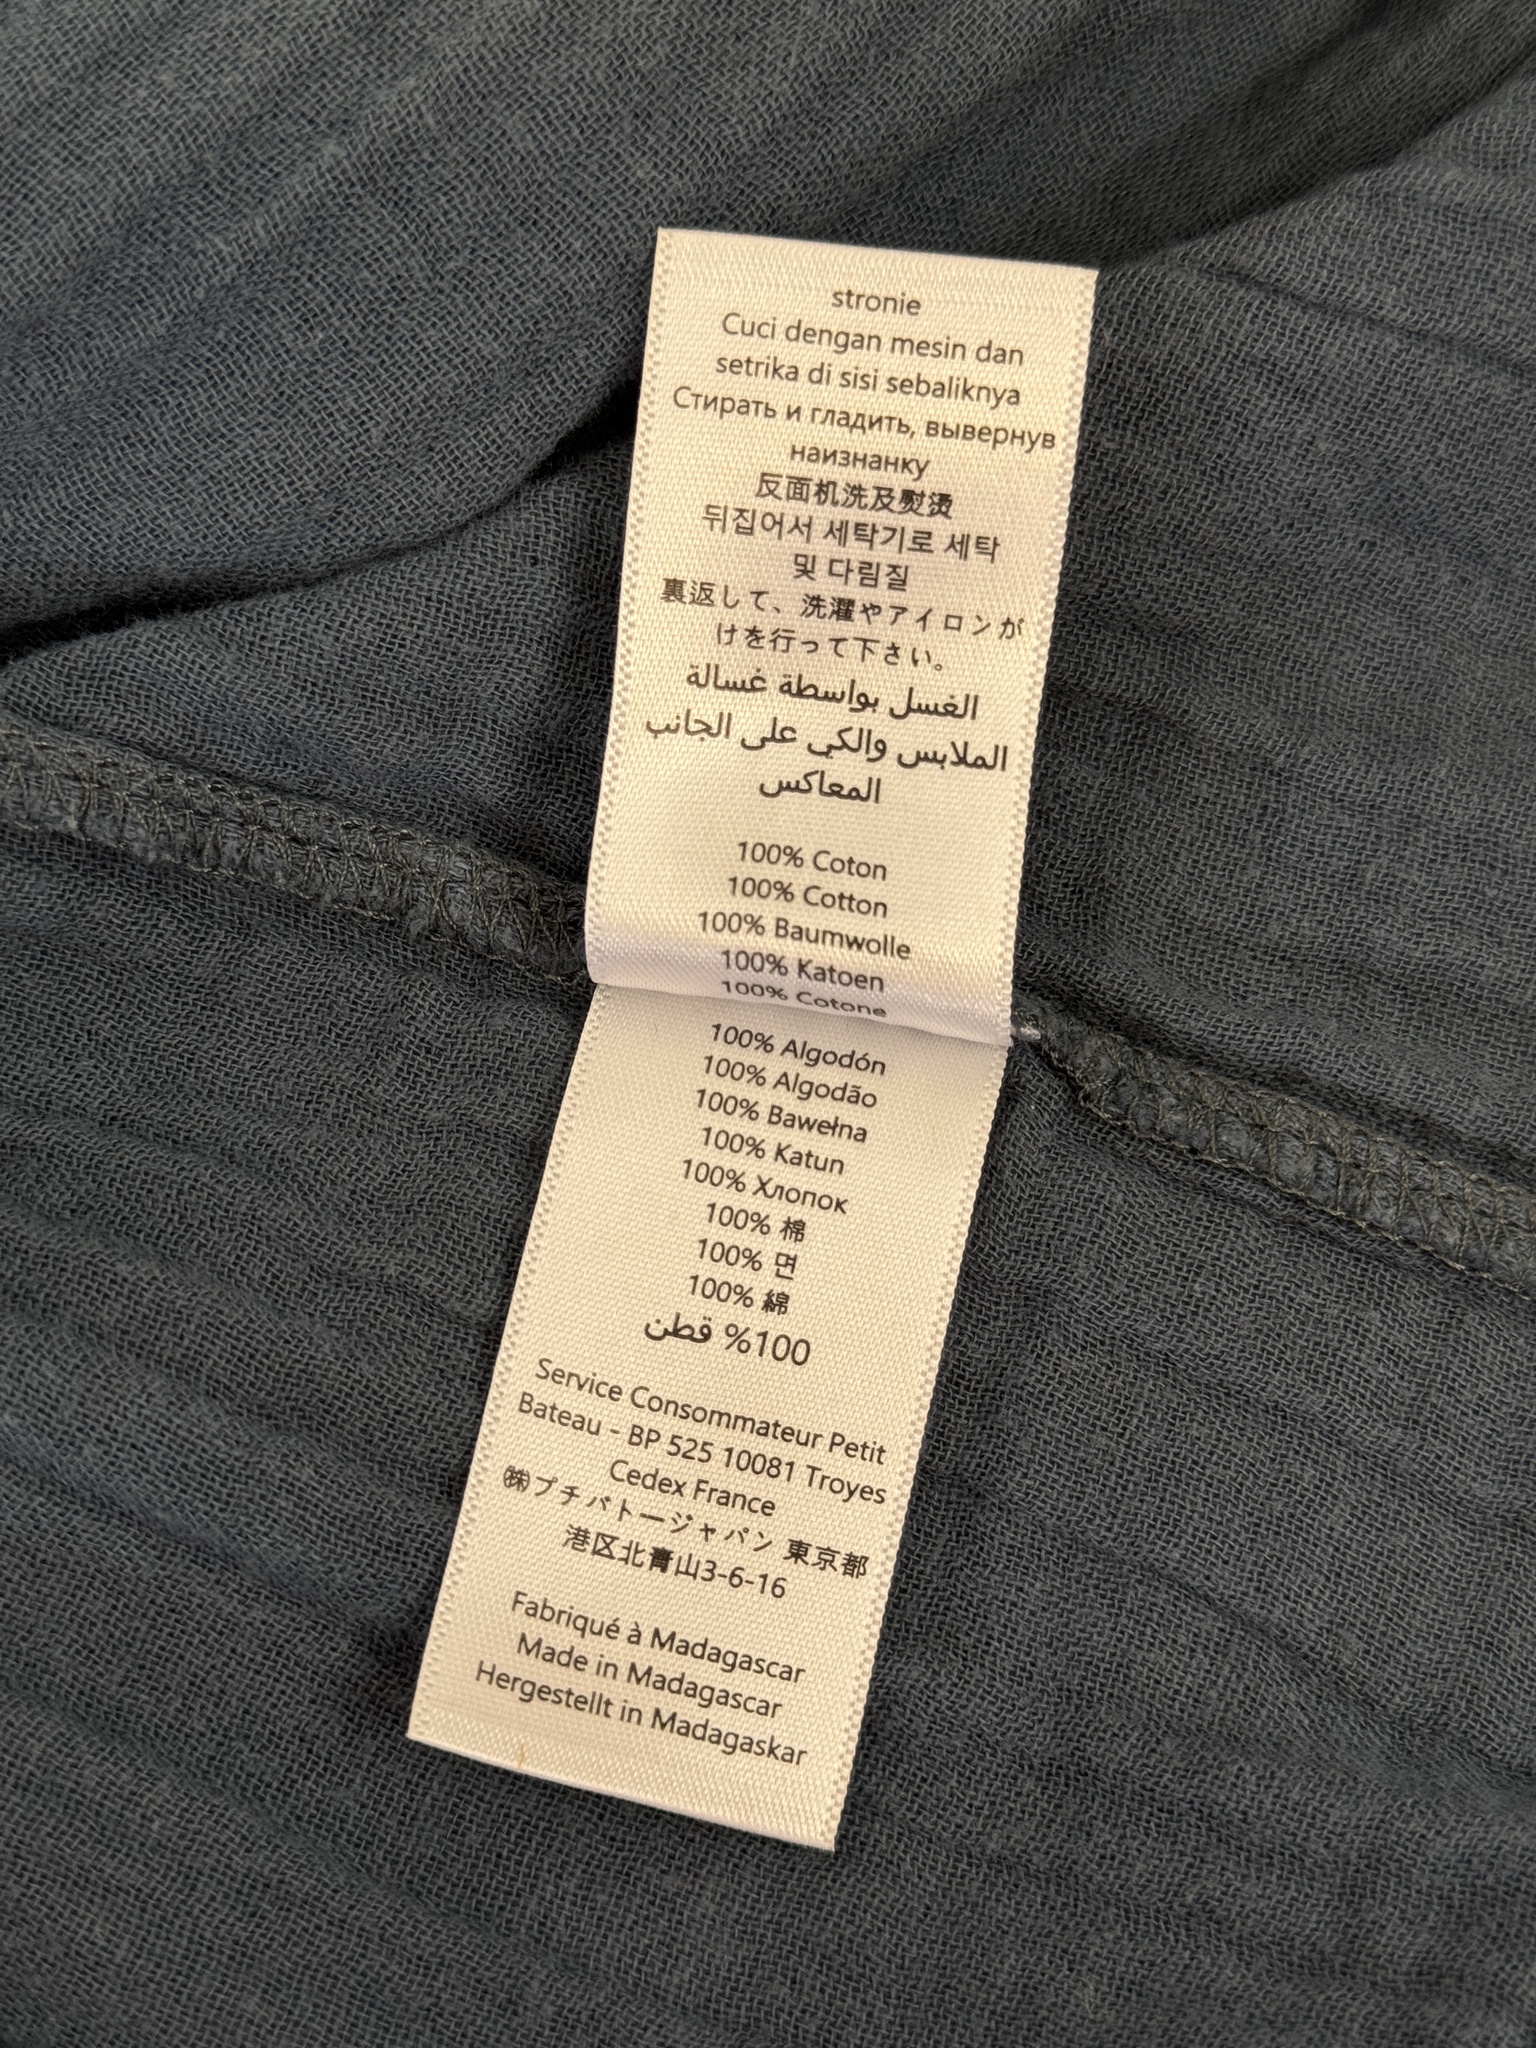 stronie
Cuci dengan mesin dan
setrika di sisi sebaliknya
Стирать и гладить, вывернув
наизнанку
反面机洗及熨烫
뒤집어서 세탁기로 세탁
및 다림질
裏返して、洗濯やアイロンが
けを行って下さい。
الغسل بواسطة غسالة
الملابس والكي على الجانب
المعاكس
100% Coton
100% Cotton
100% Baumwolle
100% Katoen
100% Cotone
100% Algodón
100% Algodão
100% Bawełna
100% Katun
100% Хлопок
100% 棉
100% 면
100% 綿
100% قطن
Service Consommateur Petit
Bateau - BP 525 10081 Troyes
Cedex France
㈱プチバトージャパン 東京都
港区北青山3-6-16
Fabriqué à Madagascar
Made in Madagascar
Hergestellt in Madagaskar